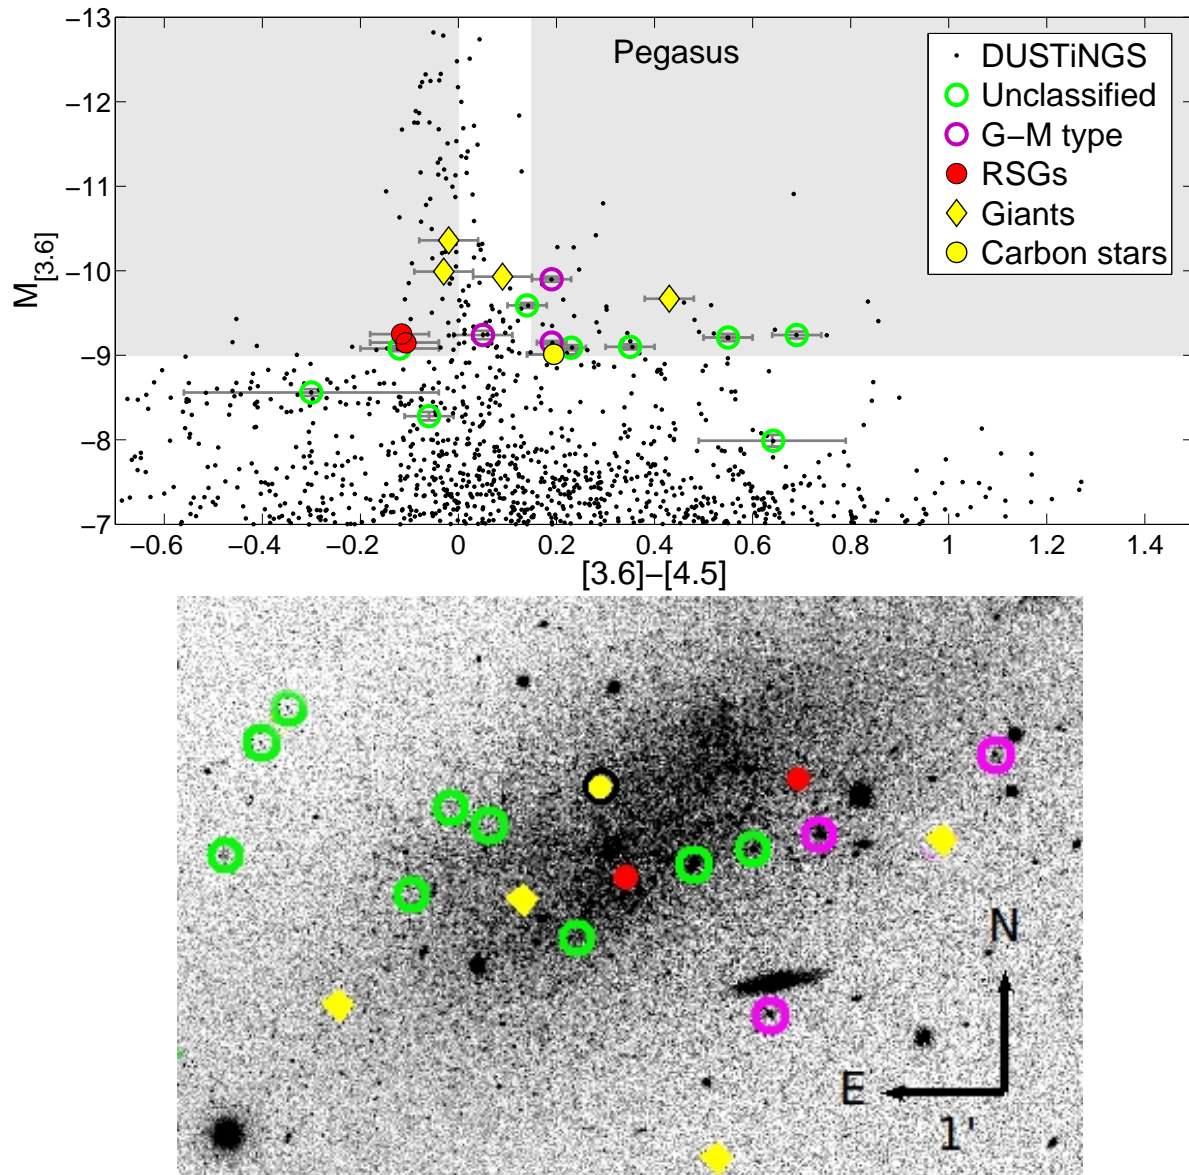 Pegasus
DUSTiNGS
Unclassified
G−M type
RSGs
Giants
Carbon stars
M[3.6]
−13
−12
−11
−10
−9
−8
−7
−0.6 −0.4 −0.2 0 0.2 0.4 0.6 0.8 1 1.2 1.4
[3.6]−[4.5]
N
E
1'